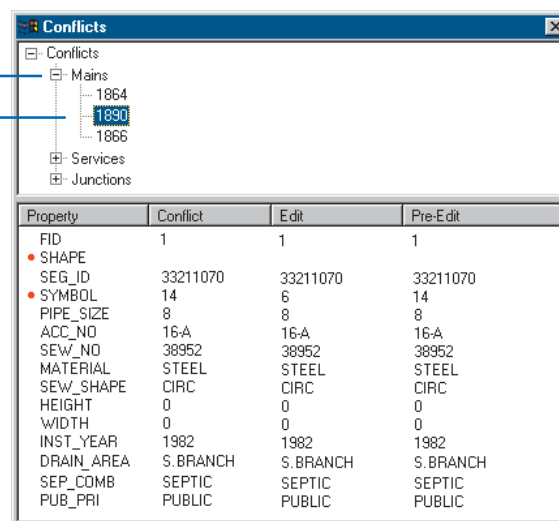 Conflicts
Conflicts
Mains
1864
1890
1866
Services
Junctions
Property Conflict Edit Pre-Edit
FID 1 1 1
SHAPE
SEG_ID 33211070 33211070 33211070
SYMBOL 14 6 14
PIPE_SIZE 8 8 8
ACC_NO 16-A 16-A 16-A
SEW_NO 38952 38952 38952
MATERIAL STEEL STEEL STEEL
SEW_SHAPE CIRC CIRC CIRC
HEIGHT 0 0 0
WIDTH 0 0 0
INST_YEAR 1982 1982 1982
DRAIN_AREA S.BRANCH S.BRANCH S.BRANCH
SEP_COMB SEPTIC SEPTIC SEPTIC
PUB_PRI PUBLIC PUBLIC PUBLIC